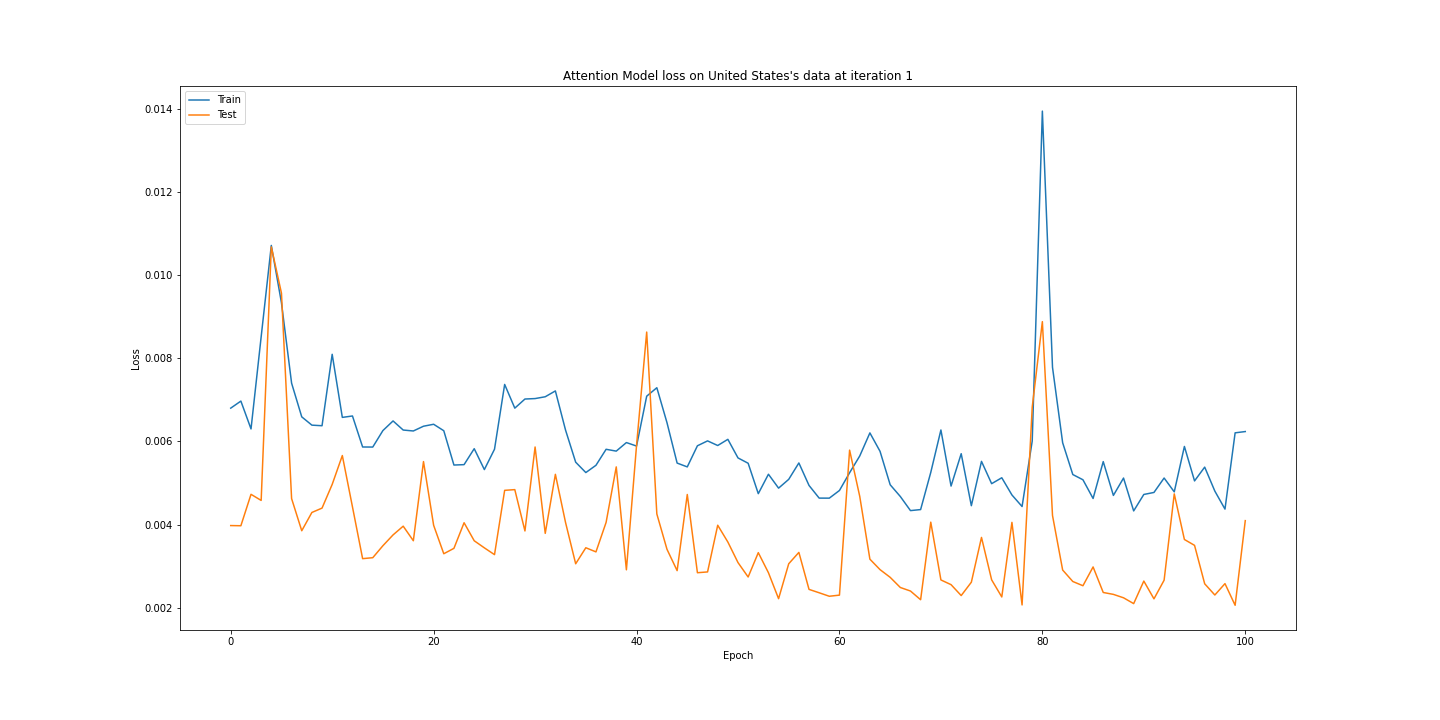 Attention Model loss on United States's data at iteration 1
Train
Test
0.014
0.012
0.010
0.008
0.006
0.004
0.002
Loss
0 20 40 60 80 100
Epoch